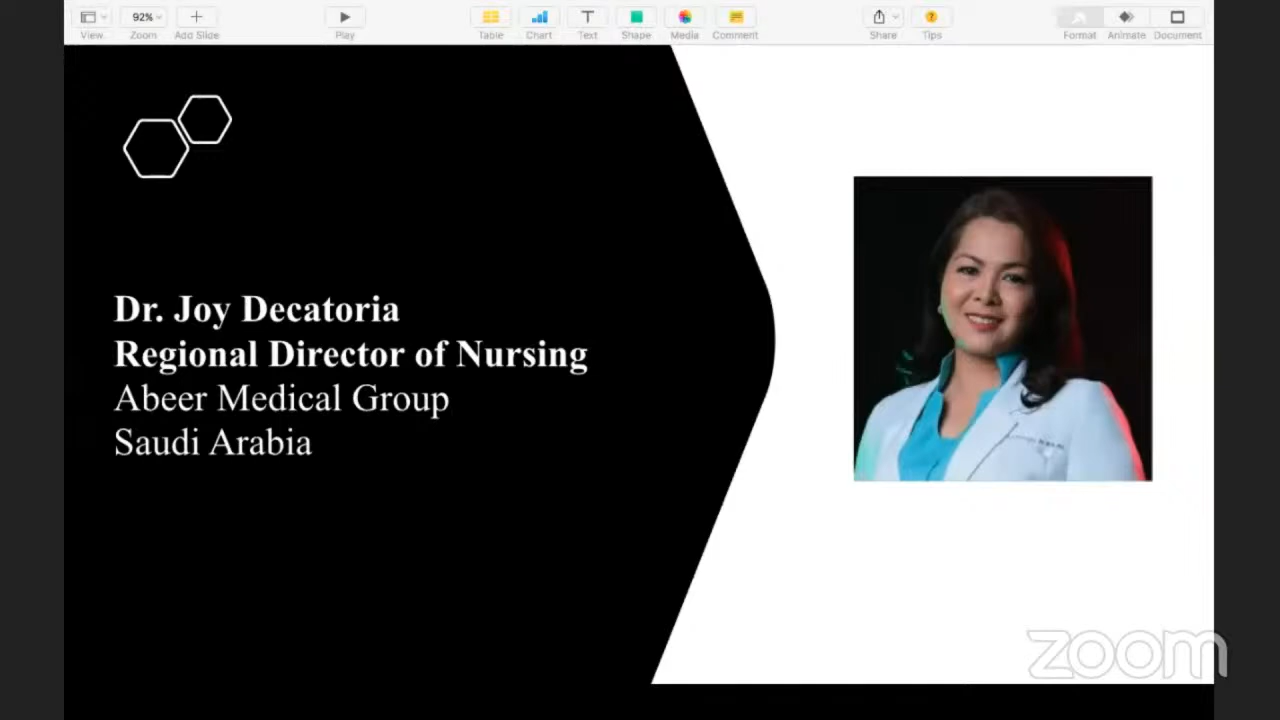 View
92%
Zoom
Add Slide
Play
Table
Chart
Text
Shape
Media
Comment
Share
Tips
Format
Animate
Document
Dr. Joy Decatoria
Regional Director of Nursing
Abeer Medical Group
Saudi Arabia
zoom